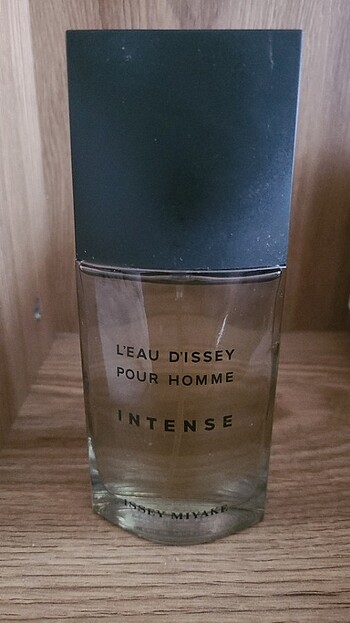 L'EAU D'ISSEY
POUR HOMME
INTENSE
ISSEY MIYAKE